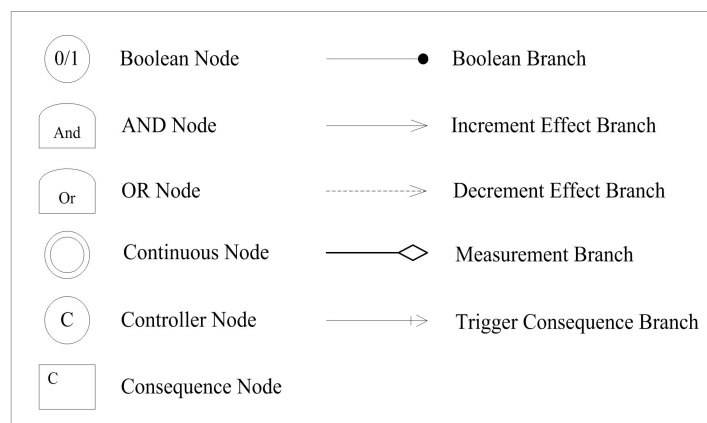 0/1 Boolean Node Boolean Branch
And AND Node Increment Effect Branch
Or OR Node Decrement Effect Branch
Continuous Node Measurement Branch
C Controller Node Trigger Consequence Branch
C Consequence Node